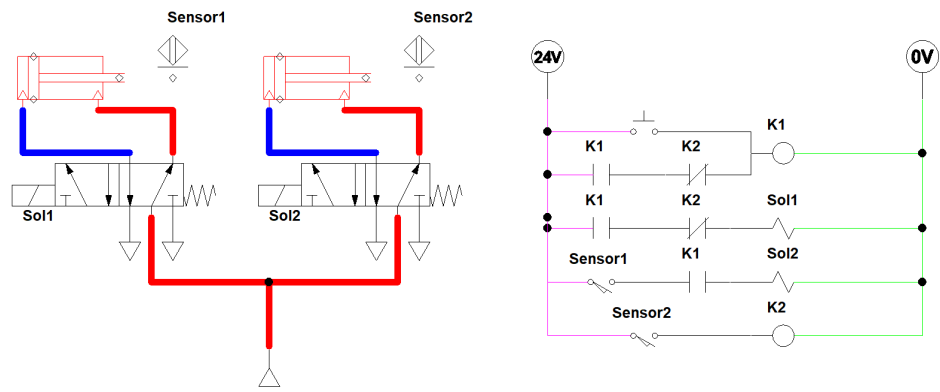 Sensor1
Sensor2
Sol1
Sol2
24V
0V
K1
K1
K2
K1
K2
Sol1
Sensor1
K1
Sol2
Sensor2
K2